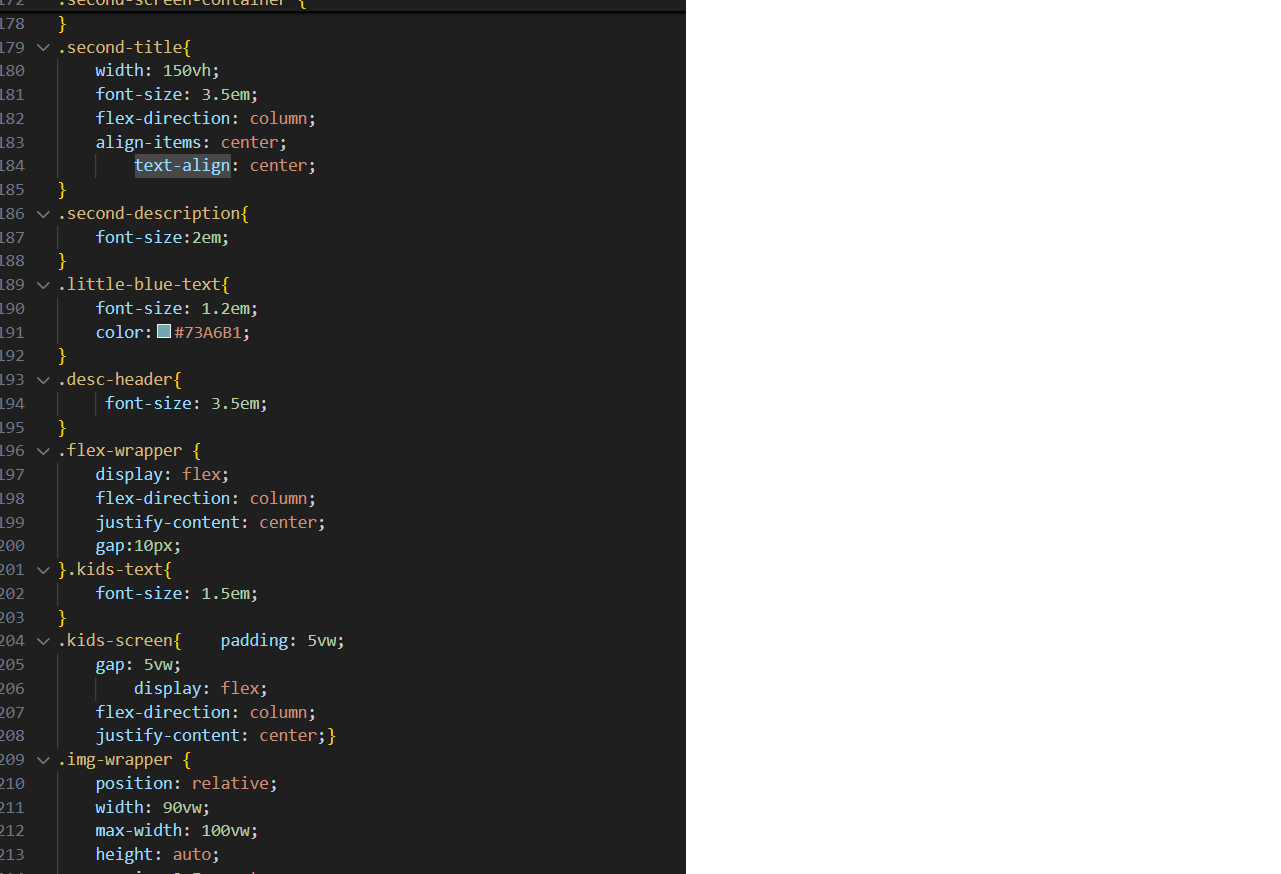 172 .second-screen-container {
178 }
179 .second-title{
180 width: 150vh;
181 font-size: 3.5em;
182 flex-direction: column;
183 align-items: center;
184 text-align: center;
185 }
186 .second-description{
187 font-size:2em;
188 }
189 .little-blue-text{
190 font-size: 1.2em;
191 color: #73A6B1;
192 }
193 .desc-header{
194 font-size: 3.5em;
195 }
196 .flex-wrapper {
197 display: flex;
198 flex-direction: column;
199 justify-content: center;
200 gap:10px;
201 }.kids-text{
202 font-size: 1.5em;
203 }
204 .kids-screen{    padding: 5vw;
205 gap: 5vw;
206 display: flex;
207 flex-direction: column;
208 justify-content: center;}
209 .img-wrapper {
210 position: relative;
211 width: 90vw;
212 max-width: 100vw;
213 height: auto;